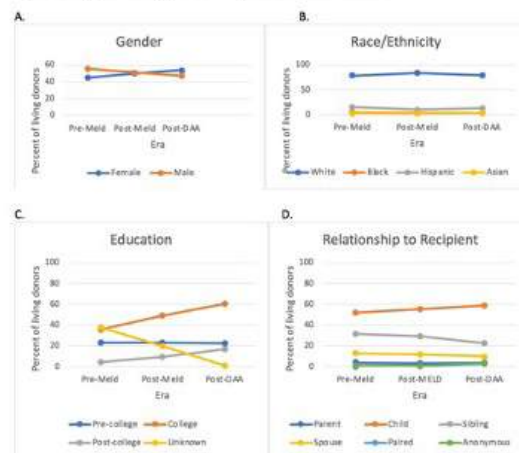 A.
Gender
Percent of living donors
60
40
20
0
Pre-Meld Post-Meld Post-DAA
Era
Female Male
B.
Race/Ethnicity
Percent of living donors
100
50
0
Pre-Meld Post-Meld Post-DAA
Era
White Black Hispanic Asian
C.
Education
Percent of living donors
100
80
60
40
20
0
Pre-Meld Post-Meld Post-DAA
Era
Pre-college College
Post-college Unknown
D.
Relationship to Recipient
Percent of living donors
100
80
60
40
20
0
Pre-Meld Post-MELD Post-DAA
Era
Parent Child Sibling
Spouse Paired Anonymous